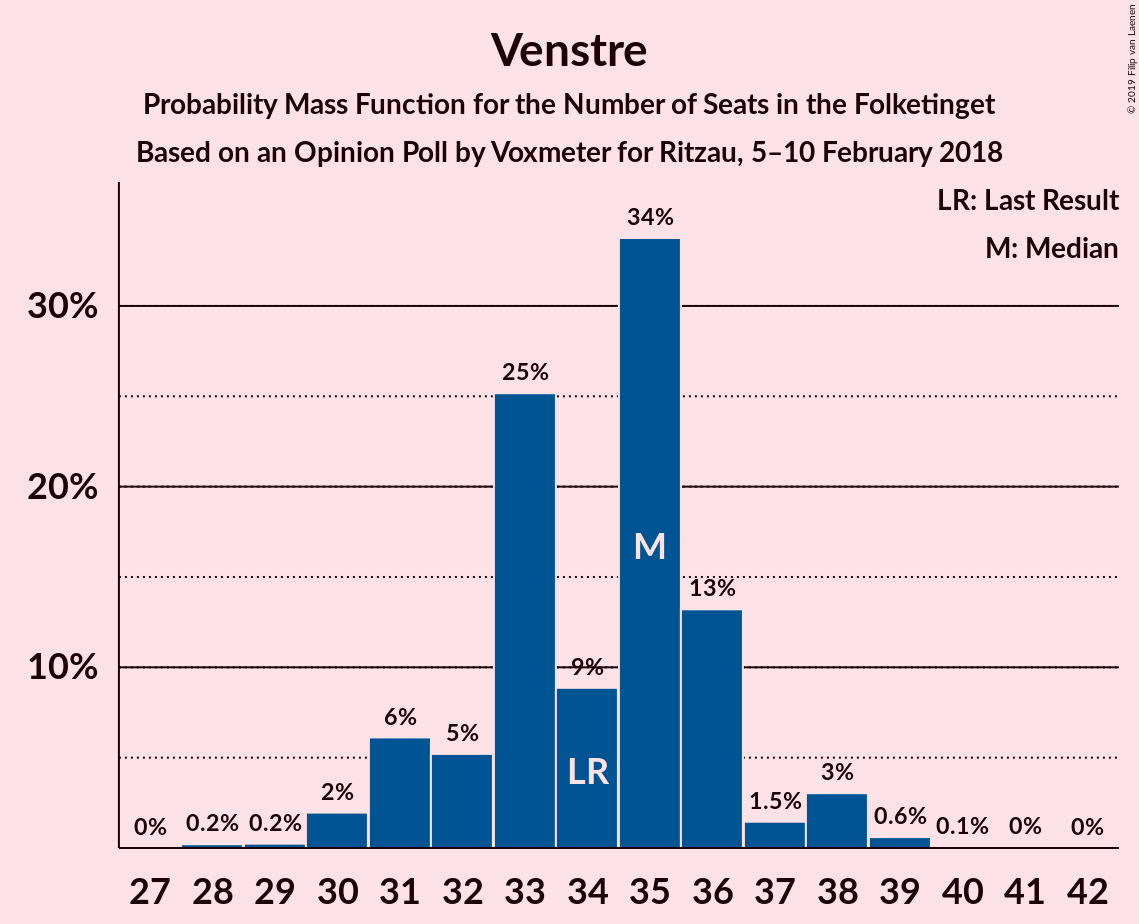 Venstre
Probability Mass Function for the Number of Seats in the Folketinget
Based on an Opinion Poll by Voxmeter for Ritzau, 5–10 February 2018
© 2019 Filip van Laenen
LR: Last Result
M: Median
34%
30%
25%
20%
M
13%
10%
9%
6%
5%
LR
3%
2%
1.5%
0% 0.2% 0.2% 0.6% 0.1% 0% 0%
27 28 29 30 31 32 33 34 35 36 37 38 39 40 41 42